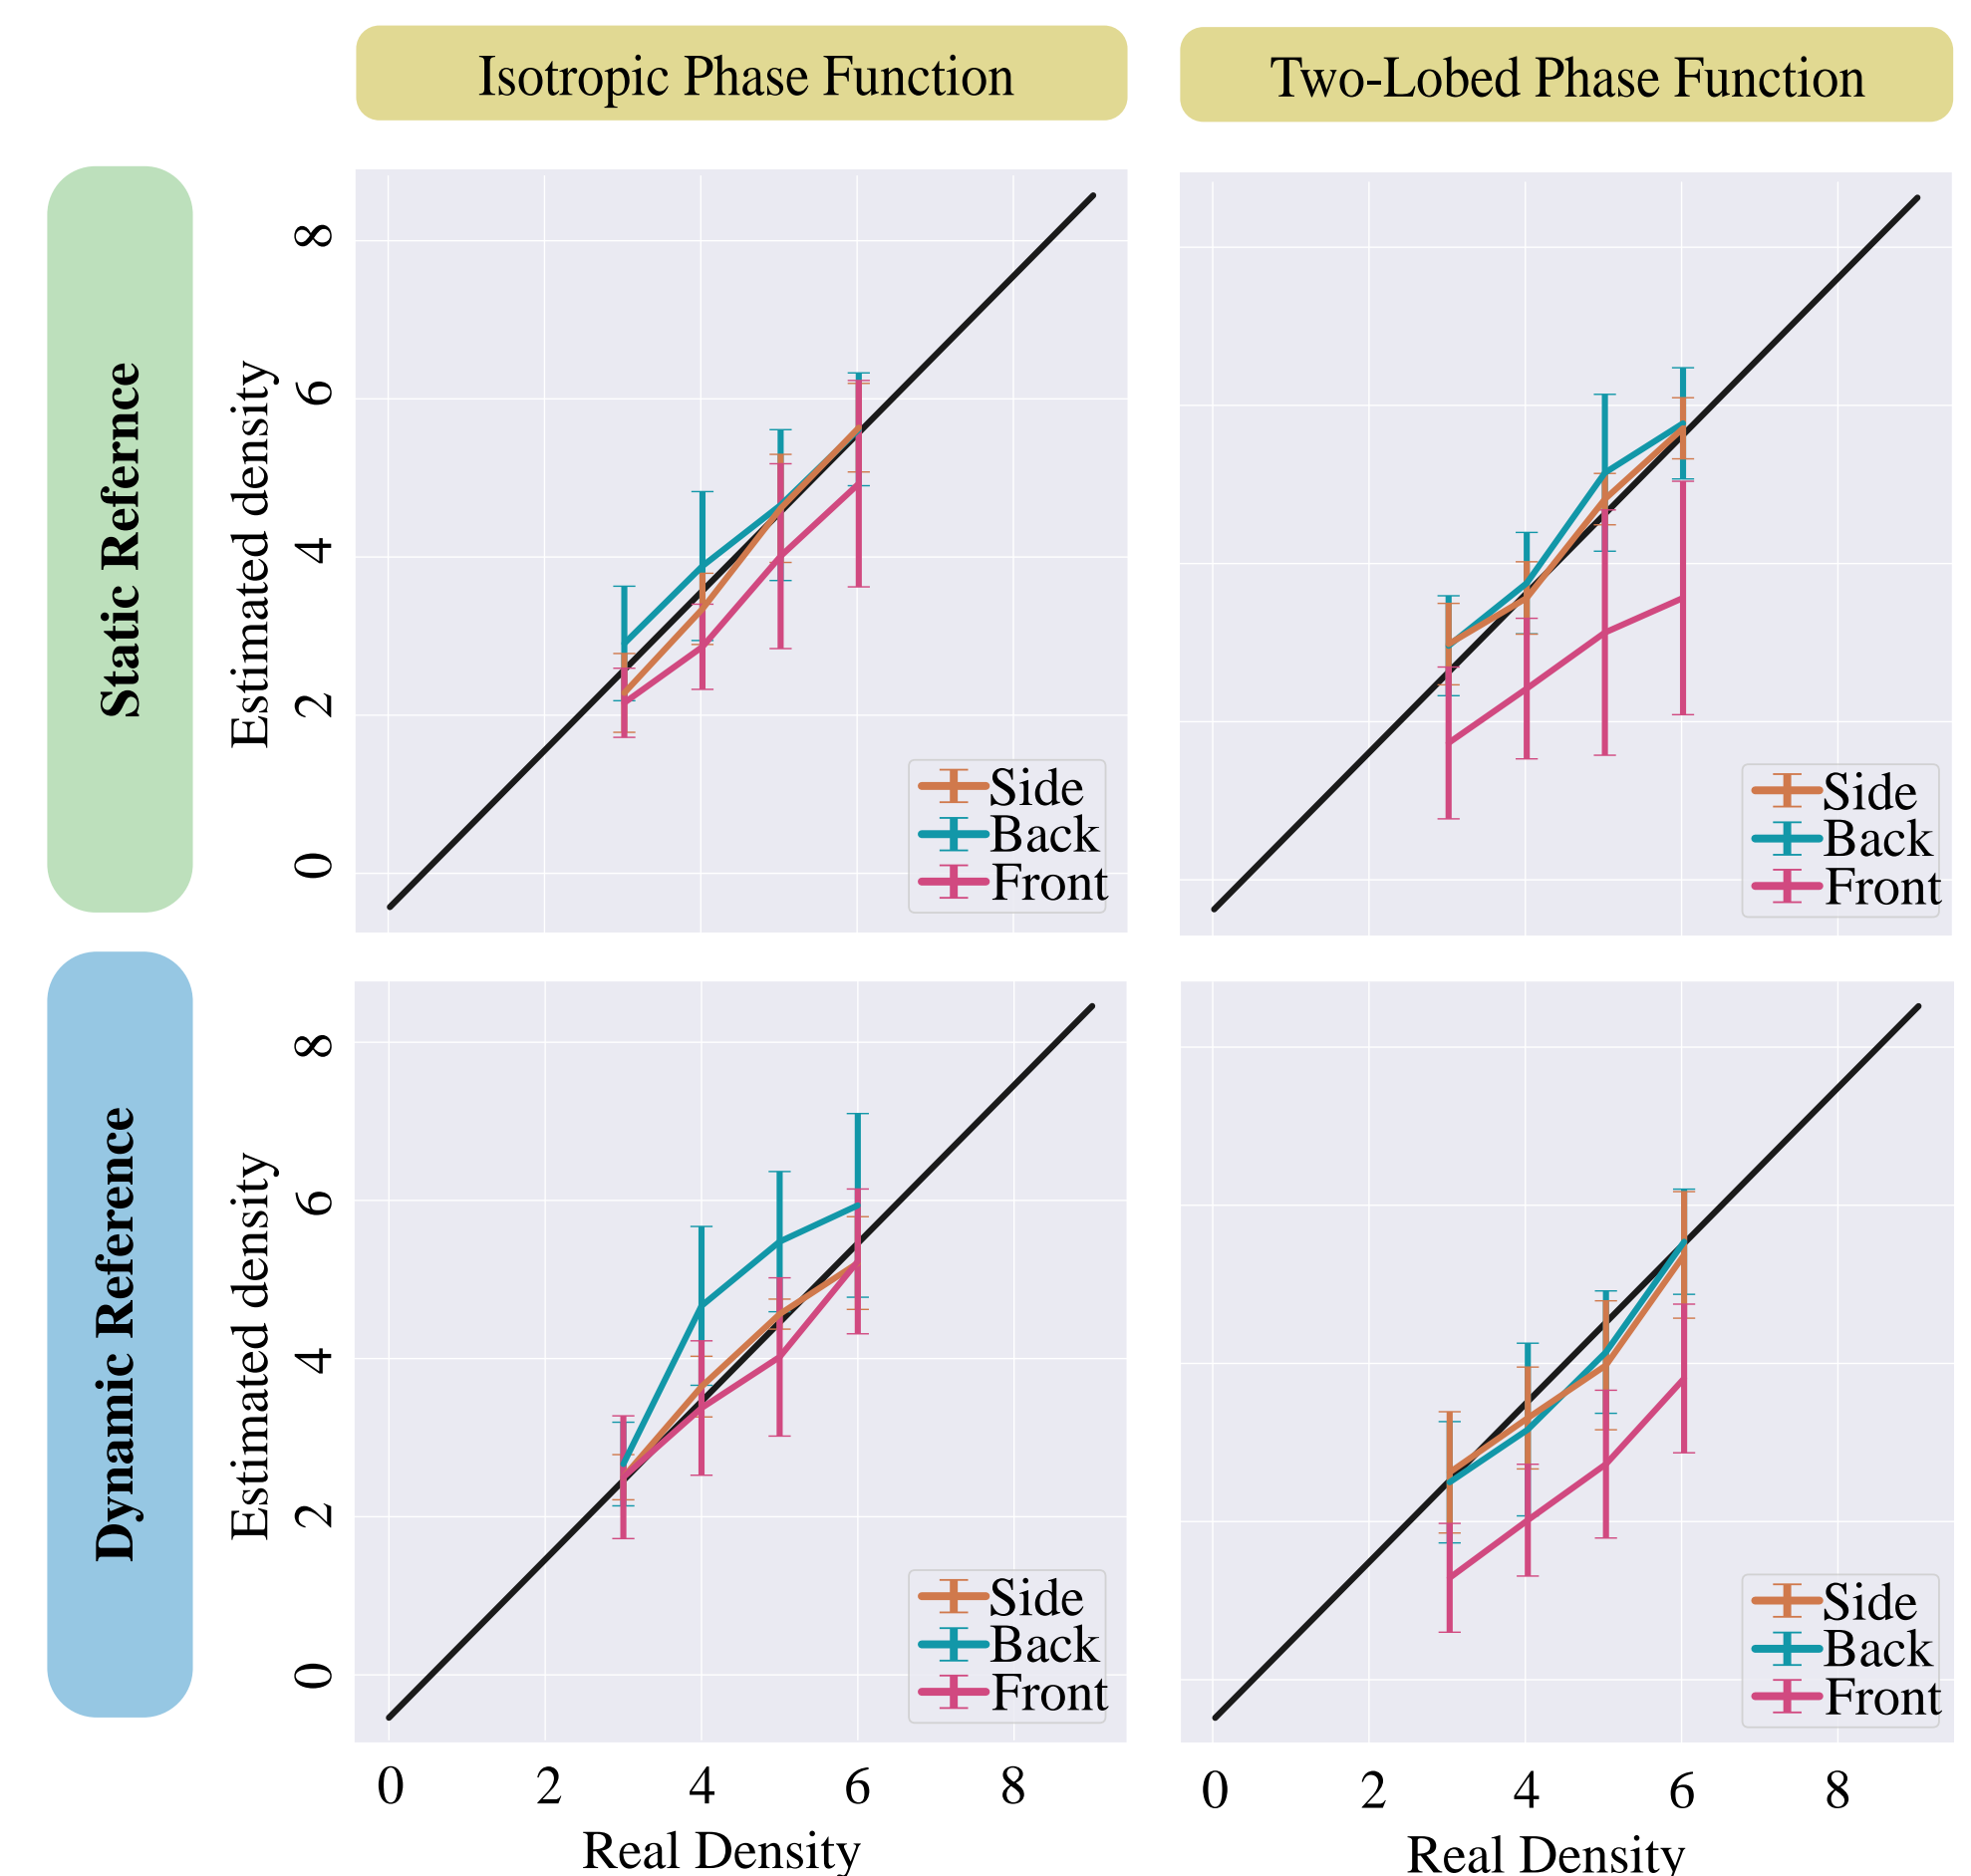 Isotropic Phase Function
Two-Lobed Phase Function
Static Refernce
Estimated density
8
6
4
2
0
Side
Back
Front
Side
Back
Front
Dynamic Reference
Estimated density
8
6
4
2
0
Side
Back
Front
Side
Back
Front
0 2 4 6 8
0 2 4 6 8
Real Density
Real Density